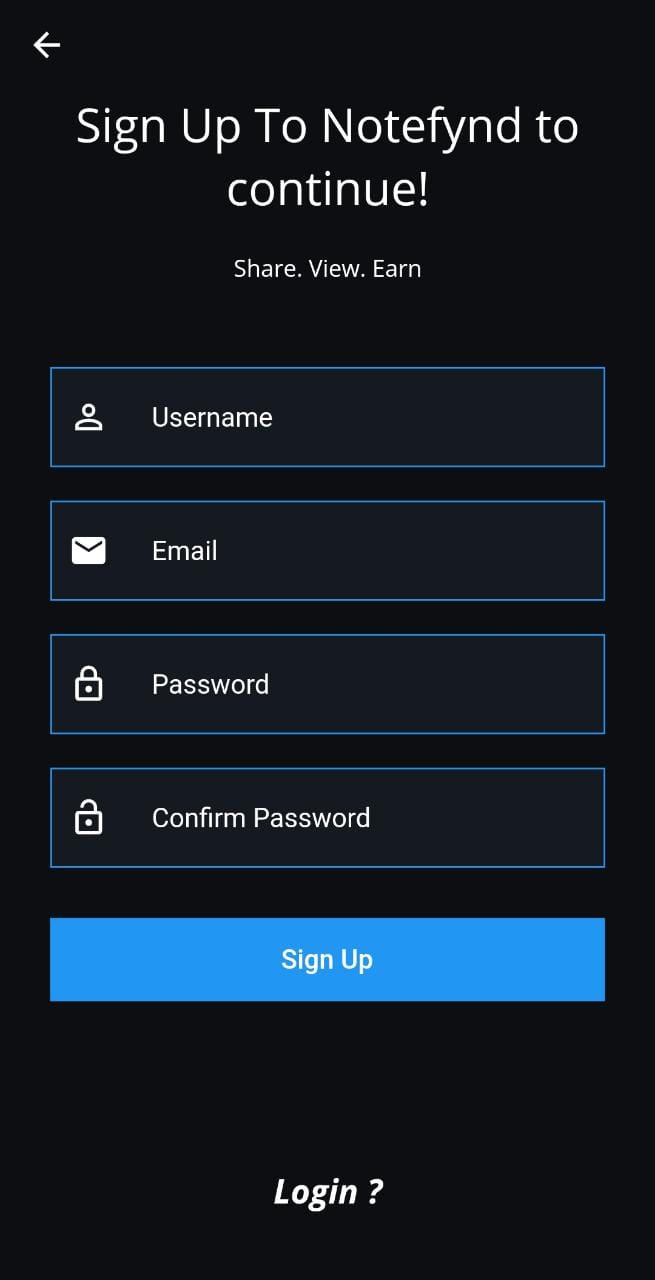 Sign Up To Notefynd to
continue!
Share. View. Earn
Username
Email
Password
Confirm Password
Sign Up
Login ?